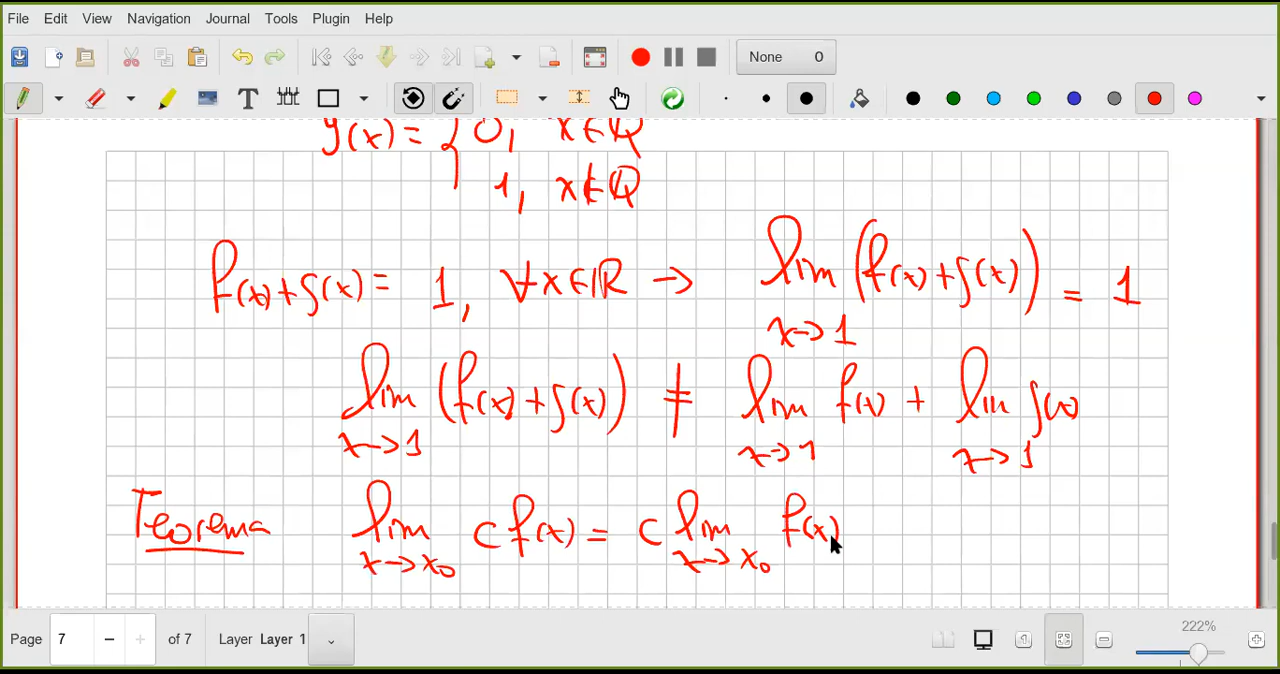 File Edit View Navigation Journal Tools Plugin Help
None 0
T
g(x) = { 0, x ∈ ℚ
1, x ∉ ℚ
f(x) + g(x) = 1, ∀x ∈ ℝ → lim (f(x) + g(x)) = 1
x → 1
lim (f(x) + g(x)) ≠ lim f(x) + lim g(x)
x → 1 x → 1 x → 1
Teorema lim c f(x) = c lim f(x)
x → x₀ x → x₀
Page 7 of 7 Layer Layer 1 222%